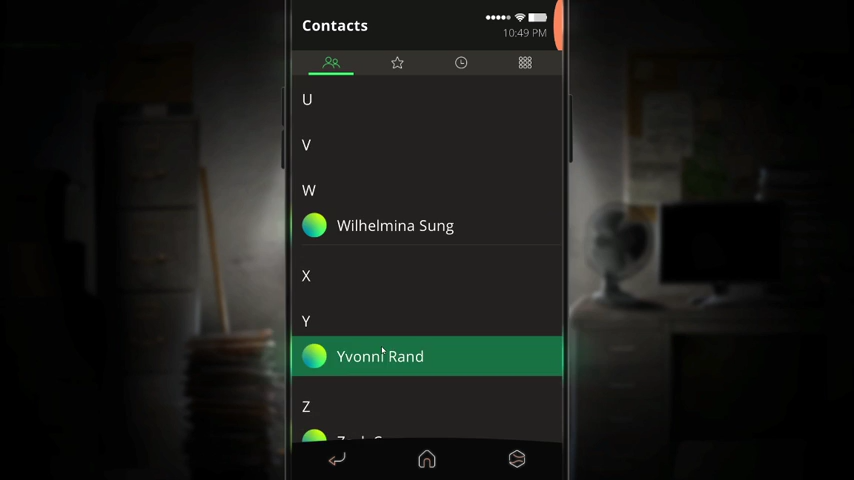 Contacts
10:49 PM
U
V
W
Wilhelmina Sung
X
Y
Yvonni Rand
Z